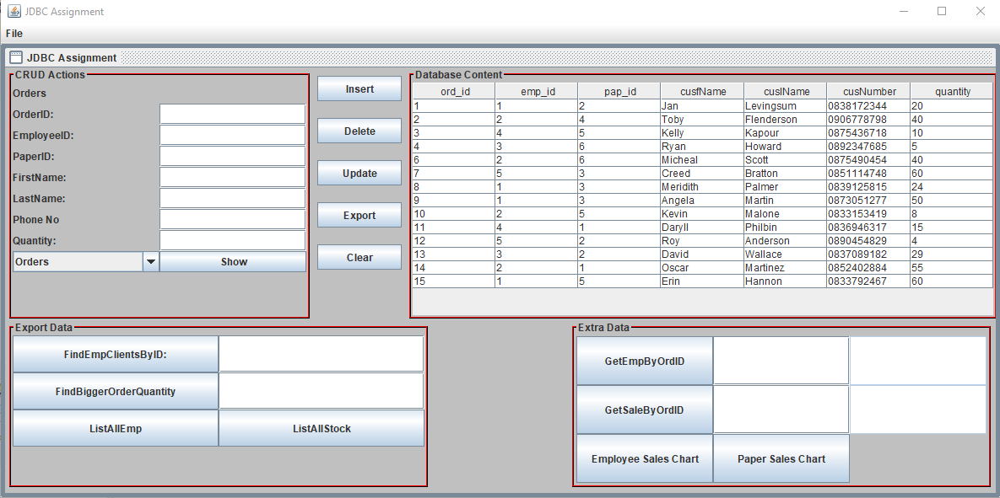 JDBC Assignment
File
JDBC Assignment
CRUD Actions
Orders
OrderID:
EmployeeID:
PaperID:
FirstName:
LastName:
Phone No
Quantity:
Orders Show
Insert
Delete
Update
Export
Clear
Database Content
ord_id emp_id pap_id cusfName cuslName cusNumber quantity
1 1 2 Jan Levingsum 0838172344 20
2 2 4 Toby Flenderson 0906778798 40
3 4 5 Kelly Kapour 0875436718 10
4 3 6 Ryan Howard 0892347685 5
6 2 6 Micheal Scott 0875490454 40
7 5 3 Creed Bratton 0851114748 60
8 1 3 Meridith Palmer 0839125815 24
9 1 3 Angela Martin 0873051277 50
10 2 5 Kevin Malone 0833153419 8
11 4 1 Daryll Philbin 0836946317 15
12 5 2 Roy Anderson 0890454829 4
13 3 2 David Wallace 0837089182 29
14 2 1 Oscar Martinez 0852402884 55
15 1 5 Erin Hannon 0833792467 60
Export Data
FindEmpClientsByID:
FindBiggerOrderQuantity
ListAllEmp ListAllStock
Extra Data
GetEmpByOrdID
GetSaleByOrdID
Employee Sales Chart Paper Sales Chart